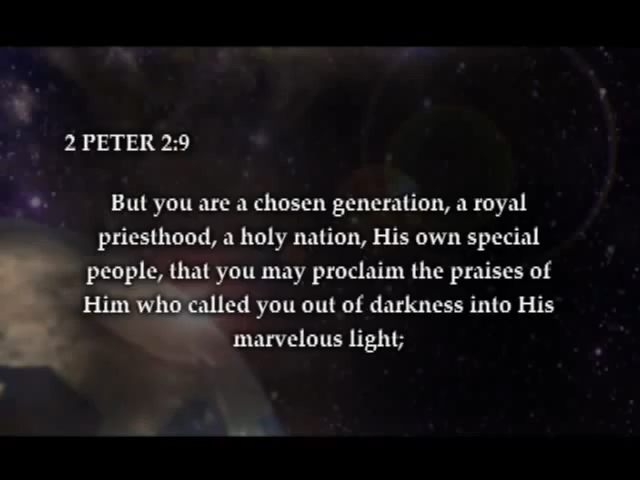 2 PETER 2:9
But you are a chosen generation, a royal
priesthood, a holy nation, His own special
people, that you may proclaim the praises of
Him who called you out of darkness into His
marvelous light;